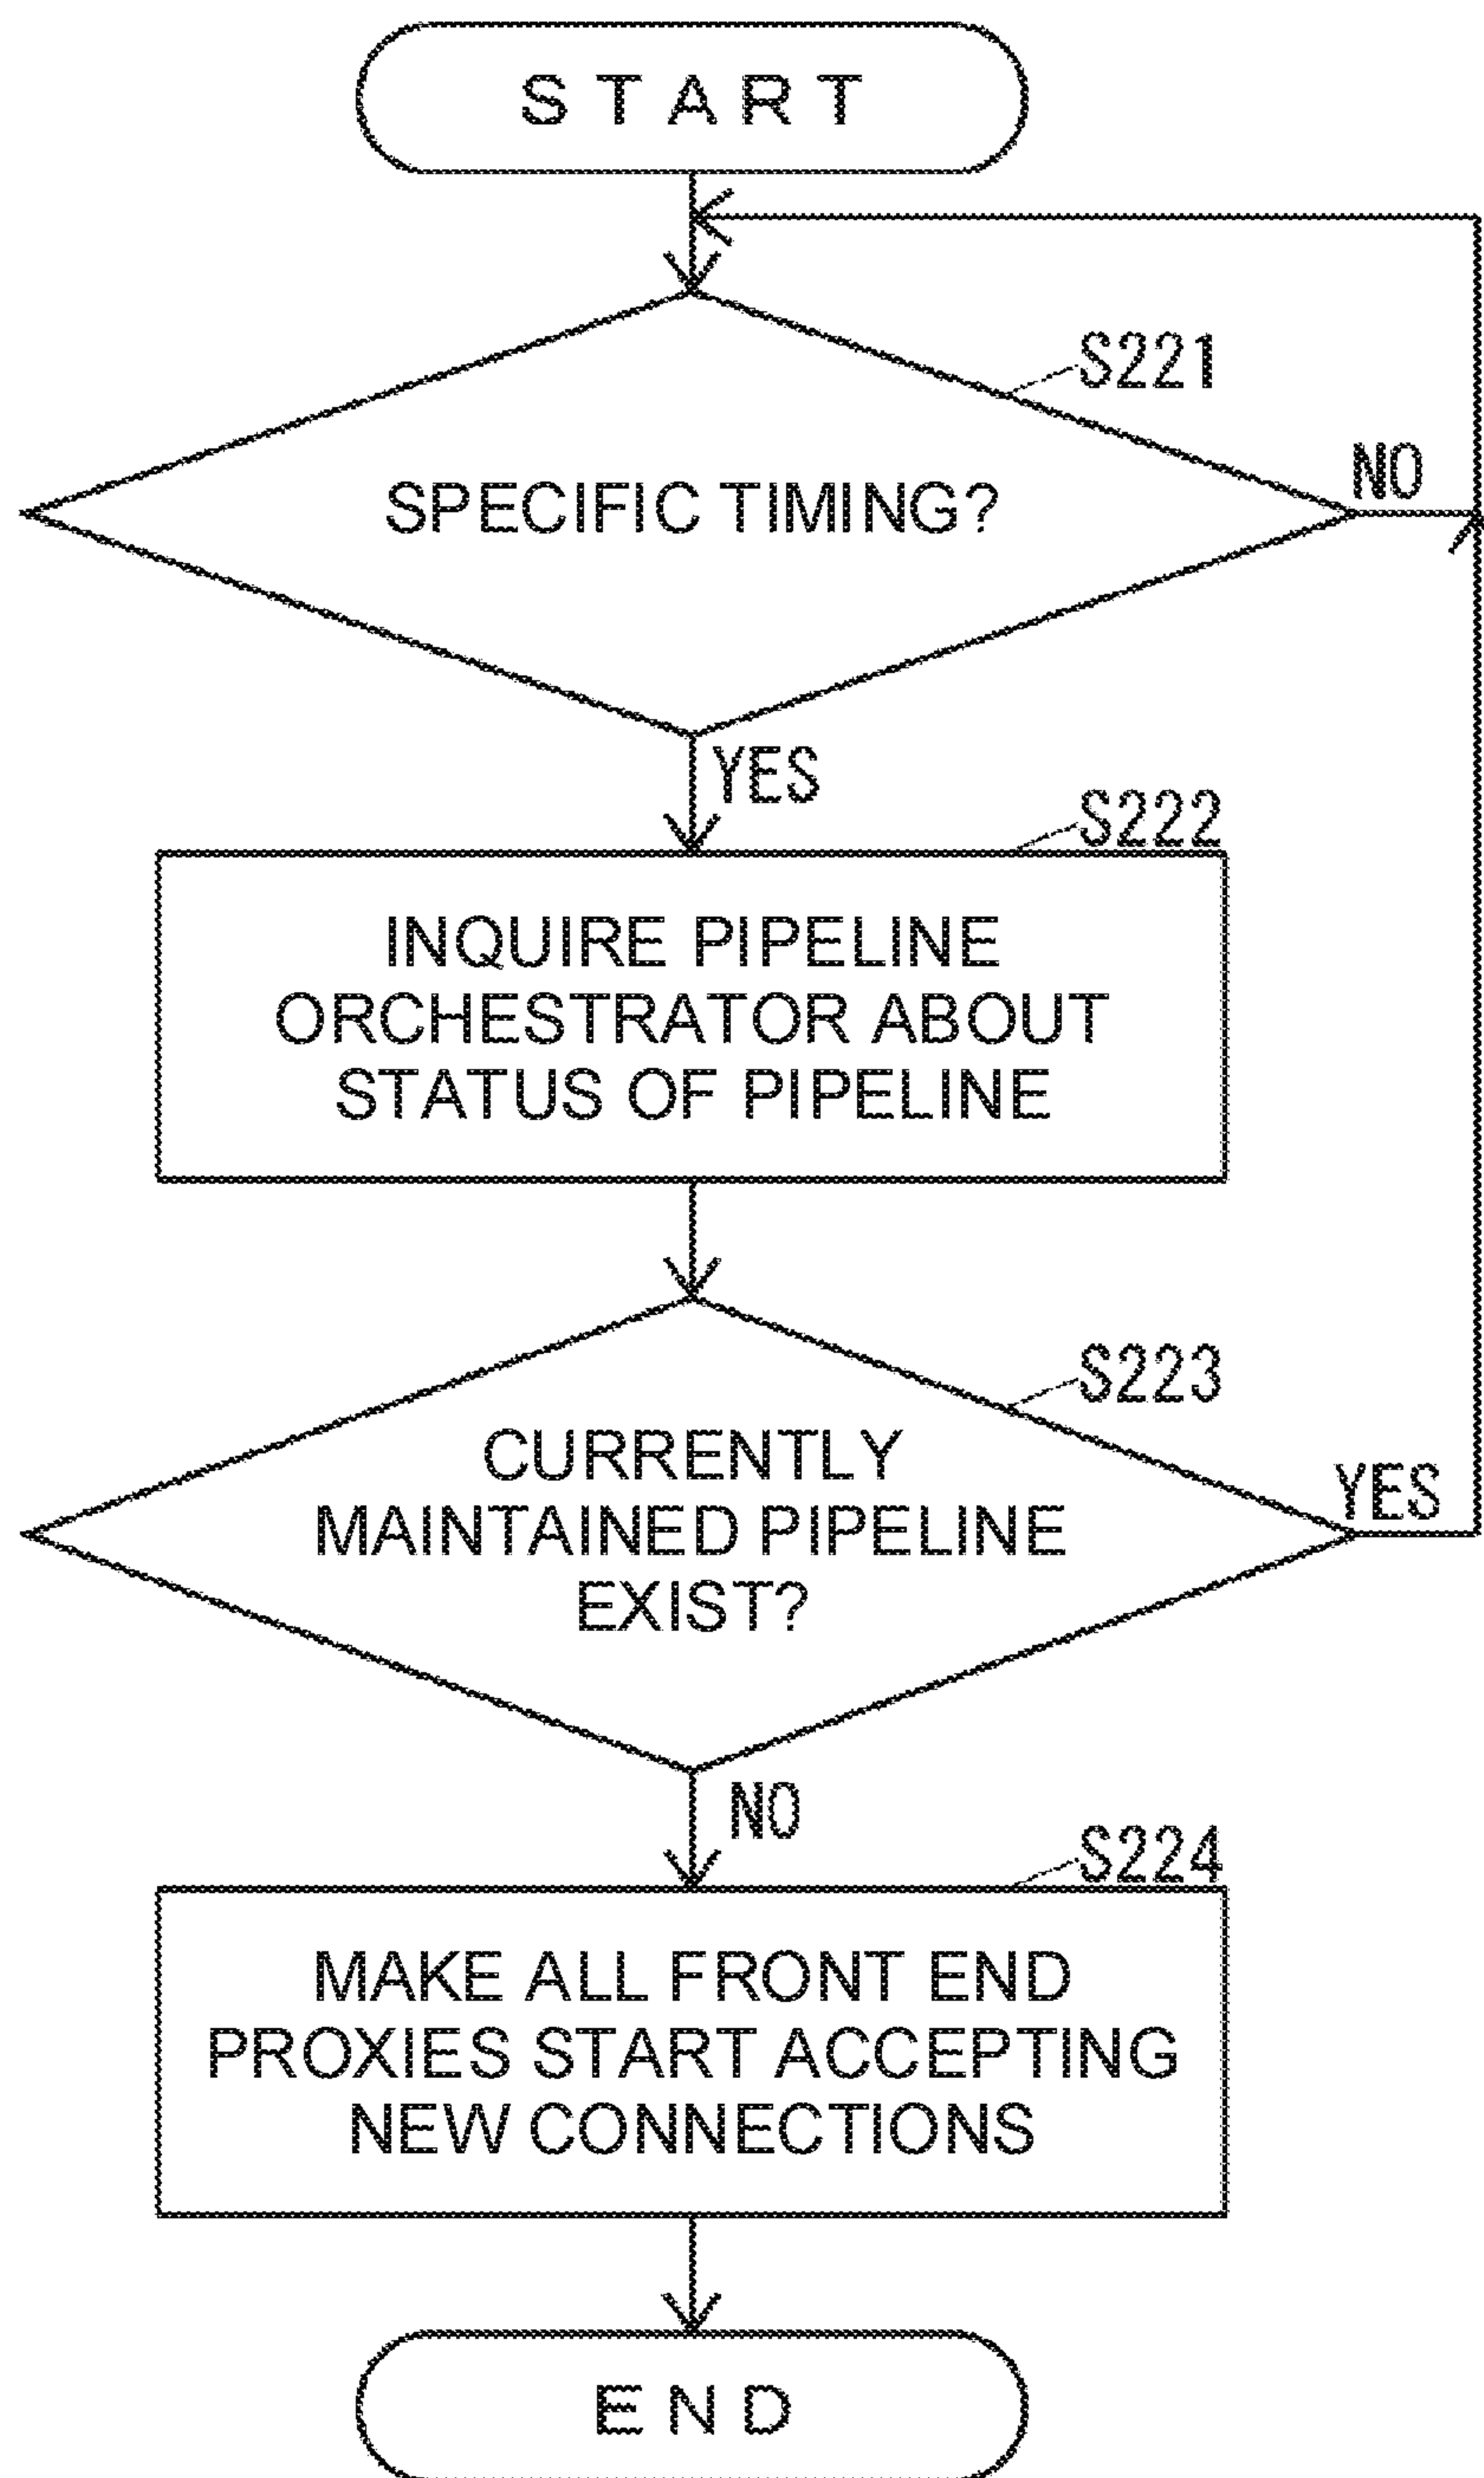 START
S221
SPECIFIC TIMING?
NO
YES
S222
INQUIRE PIPELINE
ORCHESTRATOR ABOUT
STATUS OF PIPELINE
S223
CURRENTLY
MAINTAINED PIPELINE
EXIST?
YES
NO
S224
MAKE ALL FRONT END
PROXIES START ACCEPTING
NEW CONNECTIONS
END